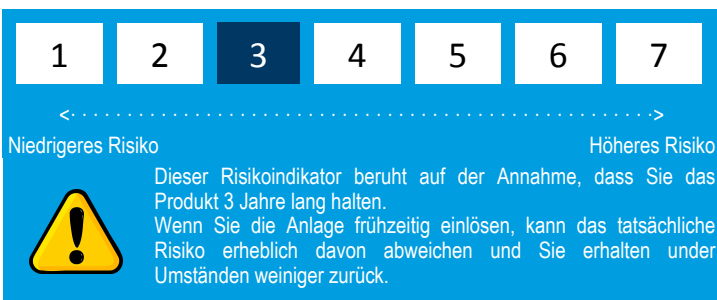 1 2 3 4 5 6 7
<· · · · · · · · · · · · · · · · · · · · · · · · · · · · · · · · · · · · · · · · · · · · · · · · · · · ·>
Niedrigeres Risiko Höheres Risiko
Dieser Risikoindikator beruht auf der Annahme, dass Sie das
Produkt 3 Jahre lang halten.
Wenn Sie die Anlage frühzeitig einlösen, kann das tatsächliche
Risiko erheblich davon abweichen und Sie erhalten under
Umständen weiniger zurück.